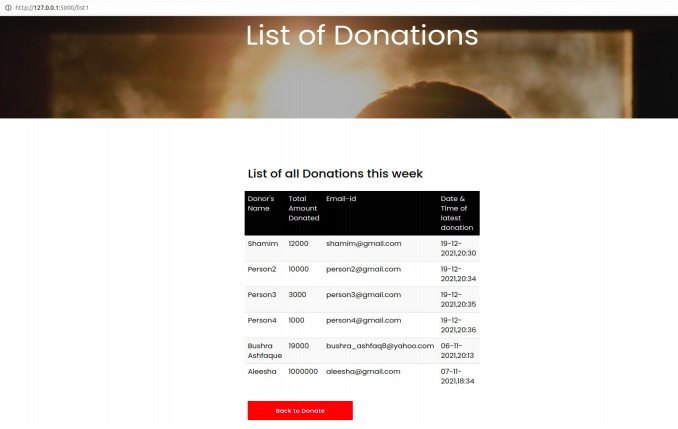 http://127.0.0.1:5000/list1
List of Donations
List of all Donations this week
Donor's Name Total Amount Donated Email-id Date & Time of latest donation
Shamim 12000 shamim@gmail.com 19-12-2021,20:30
Person2 10000 person2@gmail.com 19-12-2021,20:34
Person3 3000 person3@gmail.com 19-12-2021,20:35
Person4 1000 person4@gmail.com 19-12-2021,20:36
Bushra Ashfaque 19000 bushra_ashfaq8@yahoo.com 06-11-2021,20:13
Aleesha 1000000 aleesha@gmail.com 07-11-2021,18:34
Back to Donate